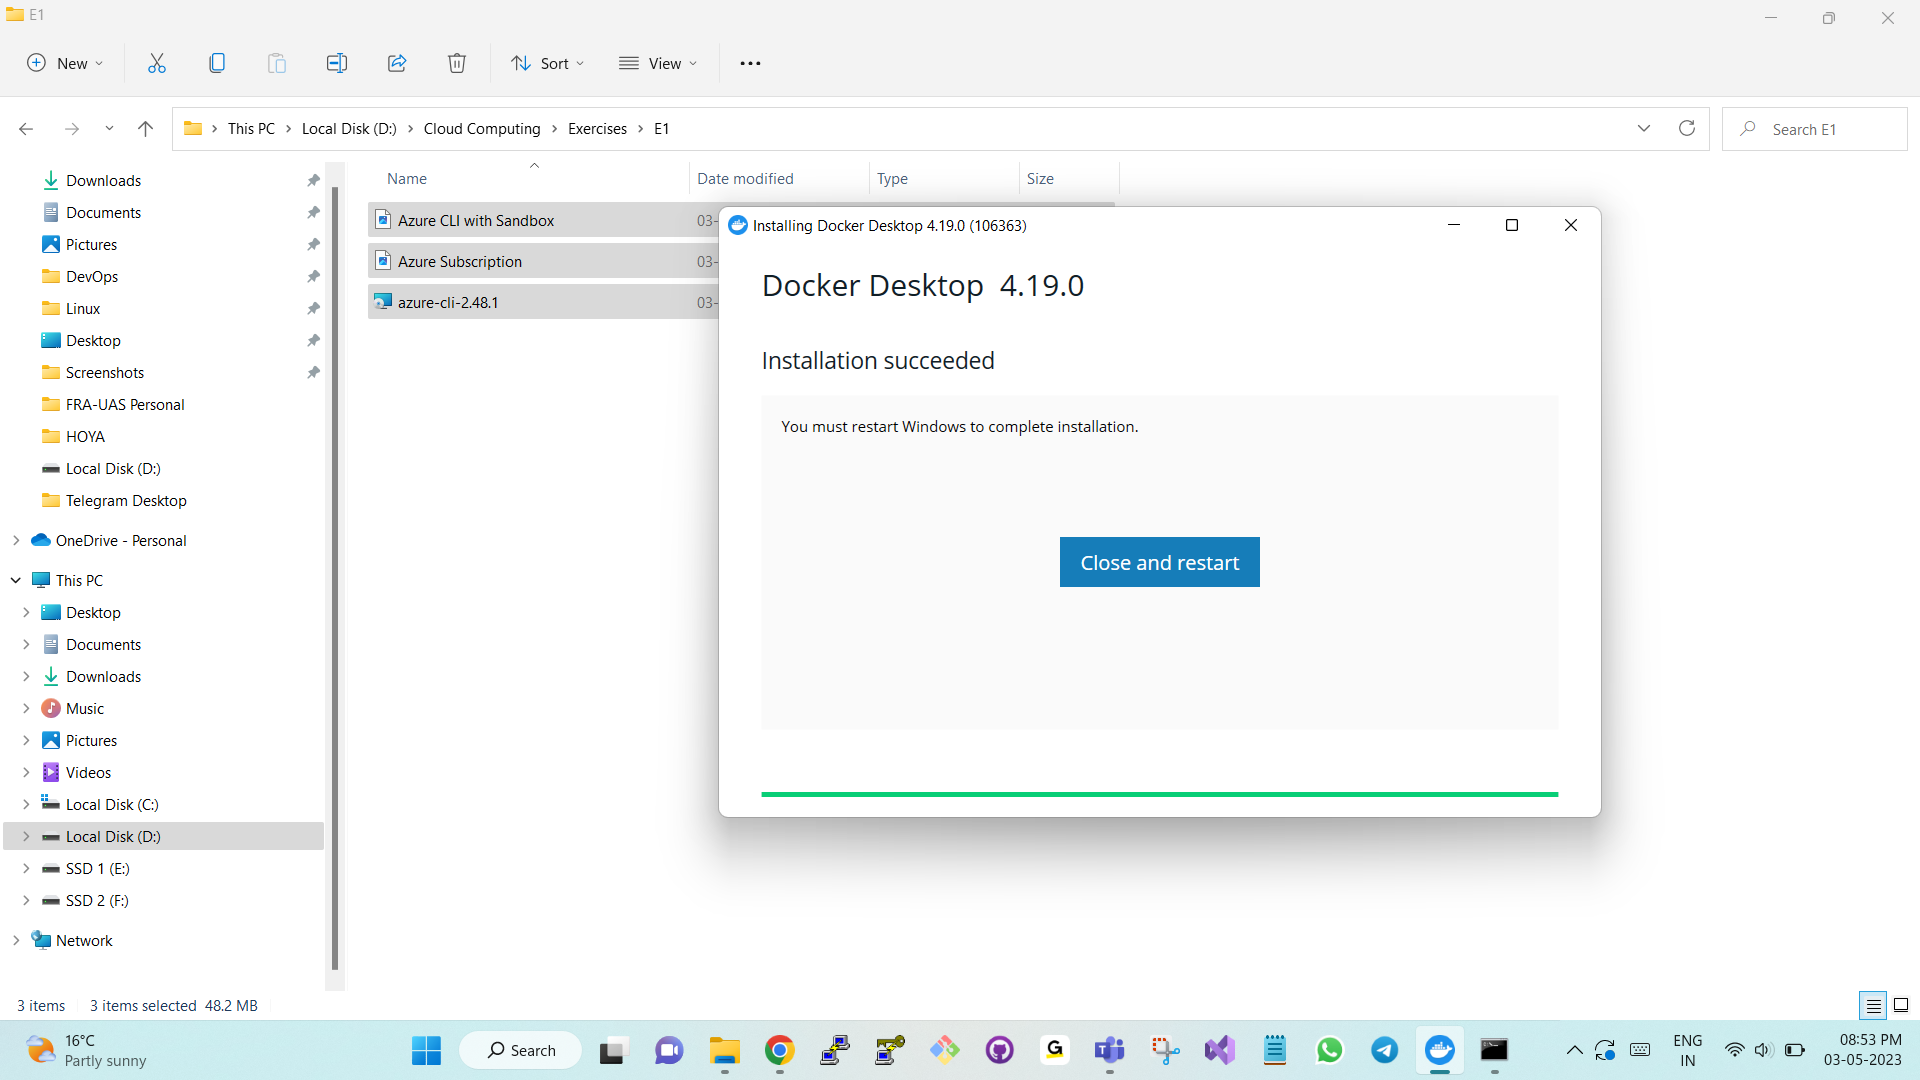 E1
New
Sort
View
This PC
Local Disk (D:)
Cloud Computing
Exercises
E1
Search E1
Downloads
Documents
Pictures
DevOps
Linux
Desktop
Screenshots
FRA-UAS Personal
HOYA
Local Disk (D:)
Telegram Desktop
OneDrive - Personal
This PC
Desktop
Documents
Downloads
Music
Pictures
Videos
Local Disk (C:)
Local Disk (D:)
SSD 1 (E:)
SSD 2 (F:)
Network
Name Date modified Type Size
Azure CLI with Sandbox 03-
Azure Subscription 03-
azure-cli-2.48.1 03-
Installing Docker Desktop 4.19.0 (106363)
Docker Desktop 4.19.0
Installation succeeded
You must restart Windows to complete installation.
Close and restart
3 items 3 items selected 48.2 MB
16°C
Partly sunny
Search
G
ENG
IN
08:53 PM
03-05-2023